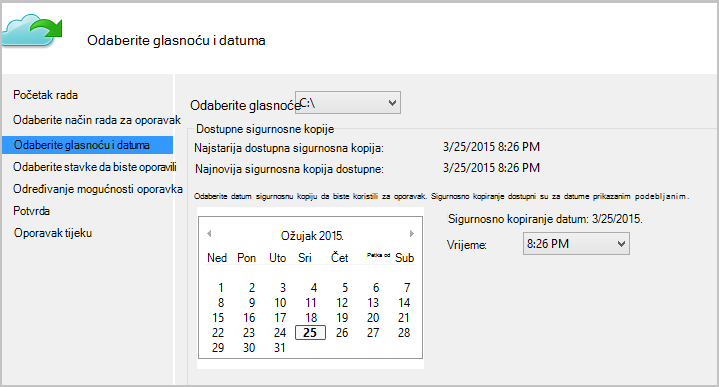 Odaberite glasnoću i datuma
Početak rada
Odaberite način rada za oporavak
Odaberite glasnoću i datuma
Odaberite stavke da biste oporavili
Određivanje mogućnosti oporavka
Potvrda
Oporavak tijeku
Odaberite glasnoće C:\
Dostupne sigurnosne kopije
Najstarija dostupna sigurnosna kopija: 3/25/2015 8:26 PM
Najnovija sigurnosna kopija dostupne: 3/25/2015 8:26 PM
Odaberite datum sigurnosnu kopiju da biste koristili za oporavak. Sigurnosno kopiranje dostupni su za datume prikazanim podebljanim.
Ožujak 2015.
Ned Pon Uto Sri Čet Petka od Sub
1 2 3 4 5 6 7
8 9 10 11 12 13 14
15 16 17 18 19 20 21
22 23 24 25 26 27 28
29 30 31
Sigurnosno kopiranje datum: 3/25/2015.
Vrijeme: 8:26 PM